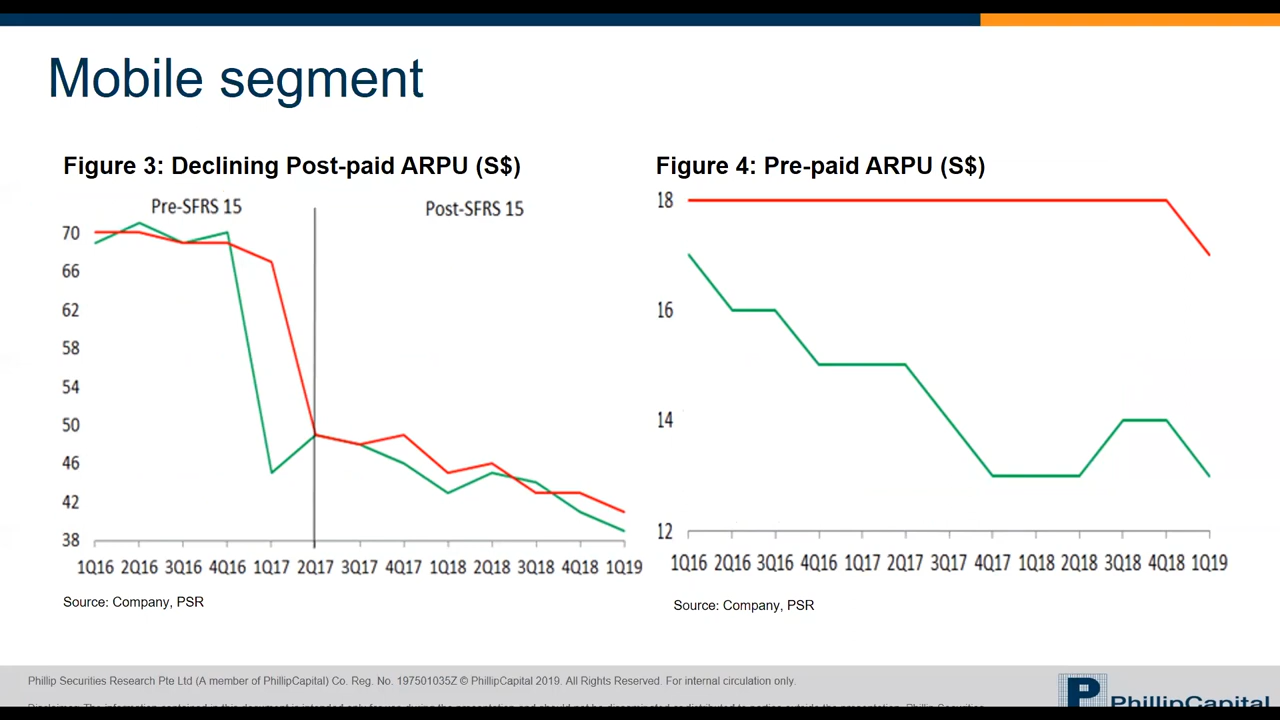 Mobile segment
Figure 3: Declining Post-paid ARPU (S$)
Pre-SFRS 15
Post-SFRS 15
70
66
62
58
54
50
46
42
38
1Q16 2Q16 3Q16 4Q16 1Q17 2Q17 3Q17 4Q17 1Q18 2Q18 3Q18 4Q18 1Q19
Source: Company, PSR
Figure 4: Pre-paid ARPU (S$)
18
16
14
12
1Q16 2Q16 3Q16 4Q16 1Q17 2Q17 3Q17 4Q17 1Q18 2Q18 3Q18 4Q18 1Q19
Source: Company, PSR
Phillip Securities Research Pte Ltd (A member of PhillipCapital) Co. Reg. No. 197501035Z © PhillipCapital 2019. All Rights Reserved. For internal circulation only.
PhillipCapital